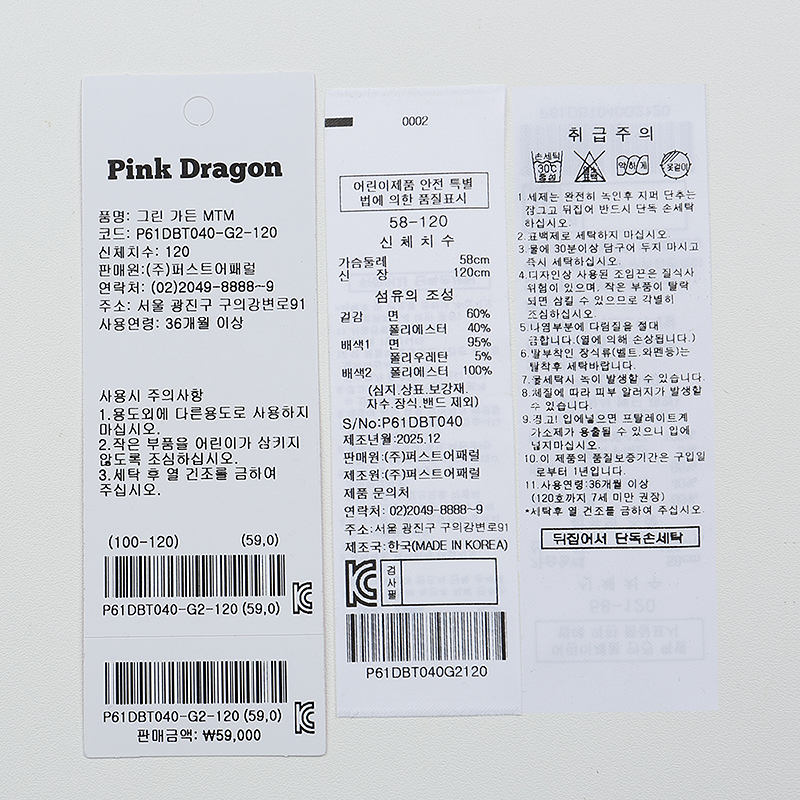 Pink Dragon
품명: 그린 가든 MTM
코드: P61DBT040-G2-120
신체치수: 120
판매원:(주)퍼스트어패럴
연락처: (02)2049-8888~9
주소: 서울 광진구 구의강변로91
사용연령: 36개월 이상
사용시 주의사항
1.용도외에 다른용도로 사용하지
마십시오.
2.작은 부품을 어린이가 삼키지
않도록 조심하십시오.
3.세탁 후 열 건조를 금하여
주십시오.
(100-120) (59,0)
P61DBT040-G2-120 (59,0)
P61DBT040-G2-120 (59,0)
판매금액: ₩59,000
0002
어린이제품 안전 특별
법에 의한 품질표시
58-120
신체치수
가슴둘레 58cm
신 장 120cm
섬유의 조성
겉감 면 60%
폴리에스터 40%
배색1 면 95%
폴리우레탄 5%
배색2 폴리에스터 100%
(심지.상표.보강재,
자수.장식.밴드 제외)
S/No:P61DBT040
제조년월:2025.12
판매원:(주)퍼스트어패럴
제조원:(주)퍼스트어패럴
제품 문의처
연락처: 02)2049-8888~9
주소:서울 광진구 구의강변로91
제조국:한국(MADE IN KOREA)
검사필
P61DBT040G2120
취급주의
손세탁
30℃
중성
염소
표백
약하게
옷걸이
1.세제는 완전히 녹인후 지퍼 단추는
잠그고 뒤집어 반드시 단독 손세탁
하십시오.
2.표백제로 세탁하지 마십시오.
3.물에 30분이상 담구어 두지 마시고
즉시 세탁하십시오.
4.디자인상 사용된 조임끈은 질식사
위험이 있으며, 작은 부품이 탈락
되면 삼킬 수 있으므로 각별히
조심하십시오.
5.나염부분에 다림질을 절대
금합니다.(열에 의해 손상됩니다.)
6.탈부착인 장식류(벨트.와펜등)는
탈착후 세탁바랍니다.
7.물세탁시 녹이 발생할 수 있습니다.
8.체질에 따라 피부 알러지가 발생할
수 있습니다.
9.경고! 입에넣으면 프탈레이트계
가소제가 용출될 수 있으니 입에
넣지마십시오.
10.이 제품의 품질보증기간은 구입일
로부터 1년입니다.
11.사용연령:36개월 이상
(120호까지 7세 미만 권장)
*세탁후 열 건조를 금하여 주십시오.
뒤집어서 단독손세탁